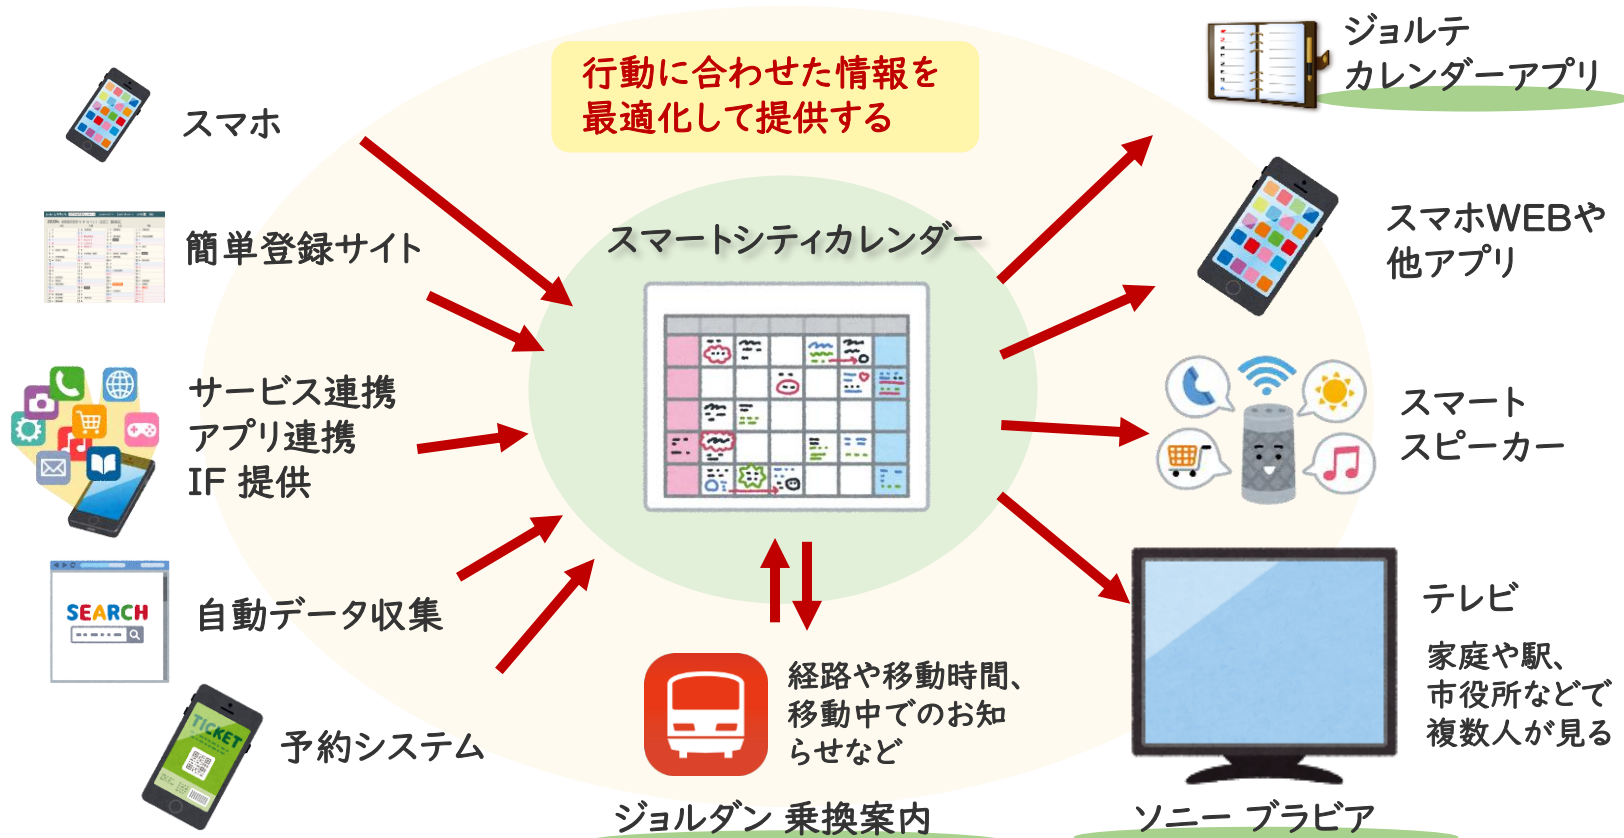 行動に合わせた情報を
最適化して提供する
スマホ
簡単登録サイト
サービス連携
アプリ連携
IF 提供
SEARCH
自動データ収集
TICKET
予約システム
スマートシティカレンダー
経路や移動時間、
移動中でのお知
らせなど
ジョルダン 乗換案内
ジョルテ
カレンダーアプリ
スマホWEBや
他アプリ
スマート
スピーカー
テレビ
家庭や駅、
市役所などで
複数人が見る
ソニー ブラビア